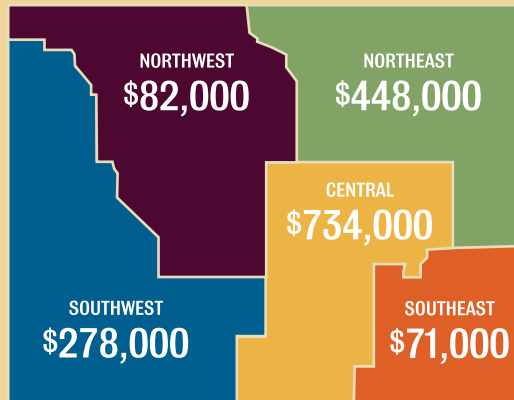 NORTHWEST
$82,000
NORTHEAST
$448,000
CENTRAL
$734,000
SOUTHWEST
$278,000
SOUTHEAST
$71,000